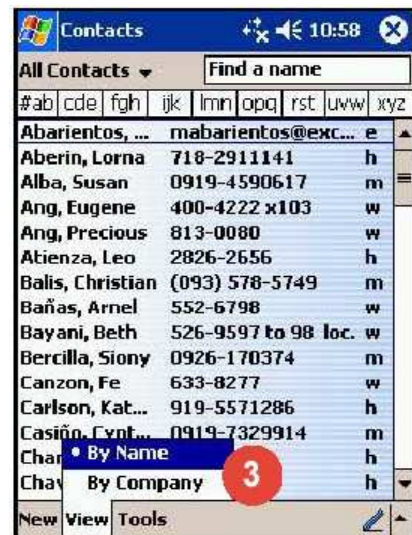 Contacts 10:58
All Contacts Find a name
#ab cde fgh ijk lmn opq rst uvw xyz
Abarientos, ... mabarientos@exc... e
Aberin, Lorna 718-2911141 h
Alba, Susan 0919-4590617 m
Ang, Eugene 400-4222 x103 w
Ang, Precious 813-0080 w
Atienza, Leo 2826-2656 h
Balis, Christian (093) 578-5749 m
Bañas, Arnel 552-6798 w
Bayani, Beth 526-9597 to 98 loc. w
Bercilla, Siony 0926-170374 m
Canzon, Fe 633-8277 w
Carlson, Kat... 919-5571286 h
Casiño, Cynt... 0919-7329914 m
Char h
Chav h
• By Name
By Company
3
New View Tools